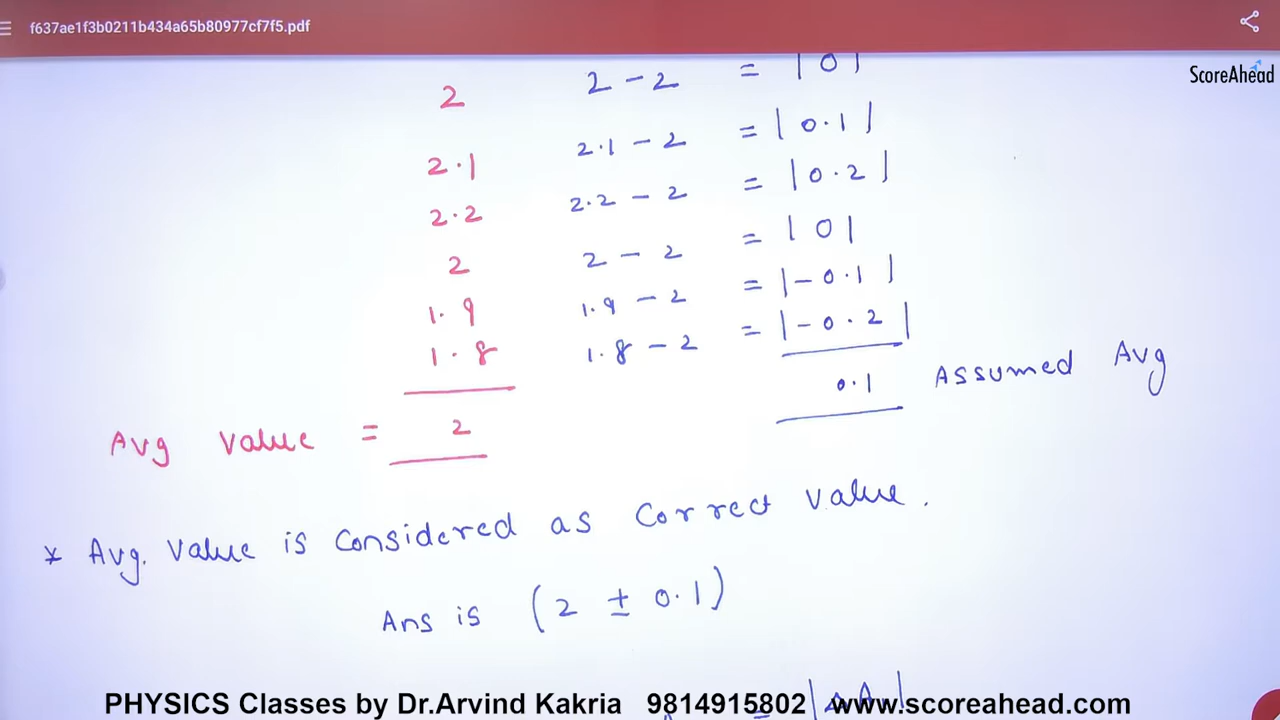 f637ae1f3b0211b434a65b80977cf7f5.pdf
ScoreAhead
2 2 - 2 = |0|
2.1 2.1 - 2 = |0.1|
2.2 2.2 - 2 = |0.2|
2 2 - 2 = |0|
1.9 1.9 - 2 = |-0.1|
1.8 1.8 - 2 = |-0.2|
0.1 Assumed Avg
Avg value = 2
* Avg. Value is Considered as Correct value.
Ans is (2 ± 0.1)
PHYSICS Classes by Dr.Arvind Kakria 9814915802 www.scoreahead.com